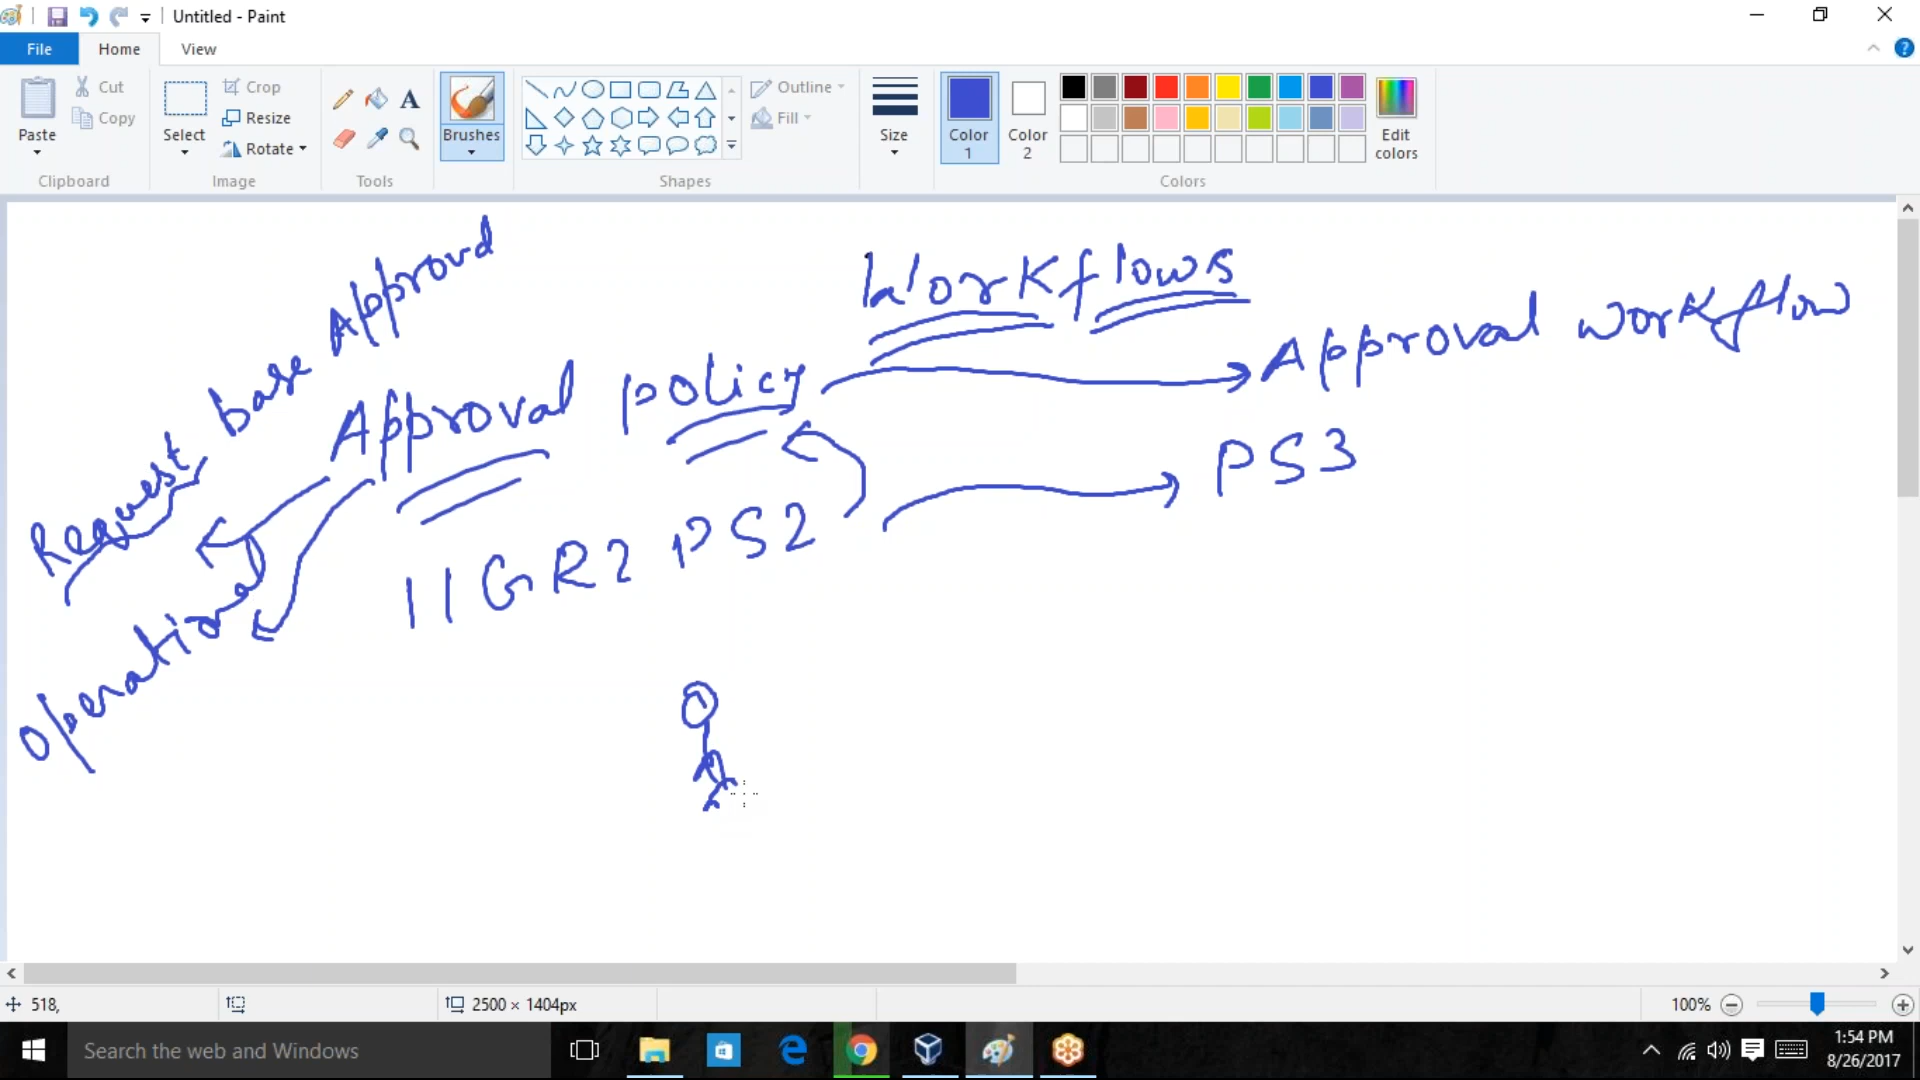 Untitled - Paint
File Home View
Paste
Cut
Copy
Clipboard
Select
Crop
Resize
Rotate
Image
Tools
Brushes
Shapes
Outline
Fill
Size
Color 1
Color 2
Edit colors
Colors
Workflows
Request base Approvd
Approval policy
Approval workflow
11GR2 PS2
PS3
Operational
518,
2500 × 1404px
100%
Search the web and Windows
1:54 PM
8/26/2017